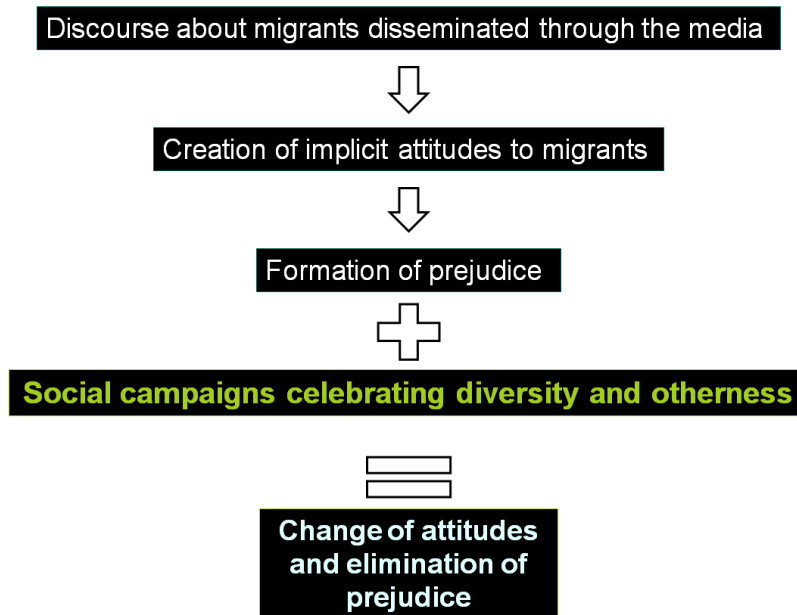 Discourse about migrants disseminated through the media
Creation of implicit attitudes to migrants
Formation of prejudice
Social campaigns celebrating diversity and otherness
Change of attitudes
and elimination of
prejudice